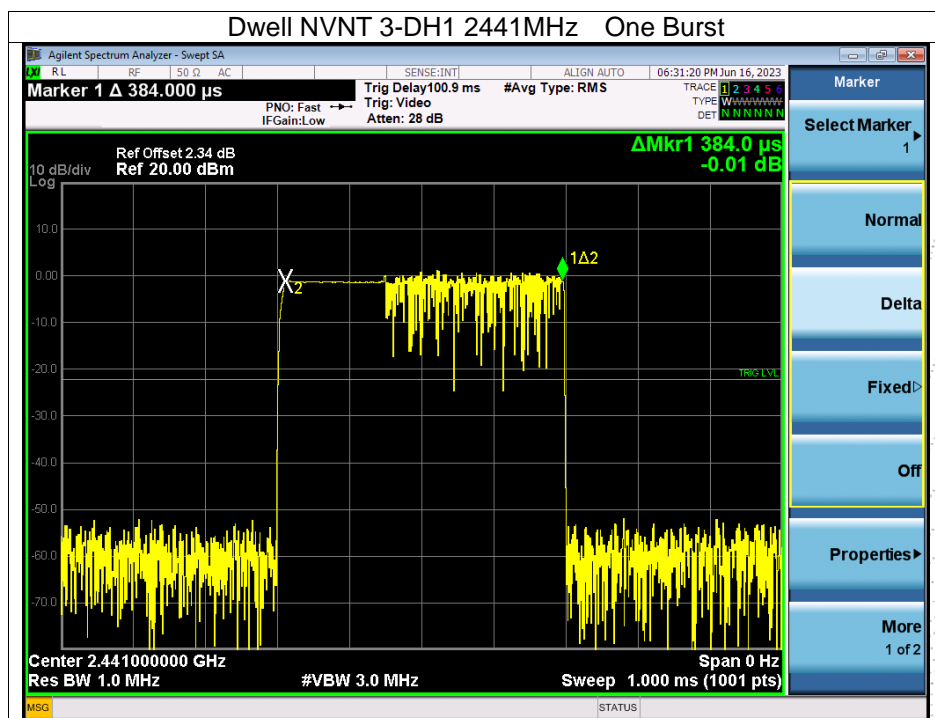 Dwell NVNT 3-DH1 2441MHz One Burst
Agilent Spectrum Analyzer - Swept SA
LXI RL RF 50 Ω AC SENSE:INT ALIGN AUTO 06:31:20 PM Jun 16, 2023
Marker 1 Δ 384.000 µs
PNO: Fast
IFGain:Low
Trig Delay100.9 ms
Trig: Video
Atten: 28 dB
#Avg Type: RMS
TRACE 1 2 3 4 5 6
TYPE WWWWWW
DET N N N N N N
ΔMkr1 384.0 µs
-0.01 dB
Ref Offset 2.34 dB
10 dB/div Ref 20.00 dBm
Log
10.0
0.00
-10.0
-20.0
-30.0
-40.0
-50.0
-60.0
-70.0
1Δ2
X2
TRIG LVL
Center 2.441000000 GHz Span 0 Hz
Res BW 1.0 MHz #VBW 3.0 MHz Sweep 1.000 ms (1001 pts)
MSG STATUS
Marker
Select Marker
1
Normal
Delta
Fixed
Off
Properties
More
1 of 2